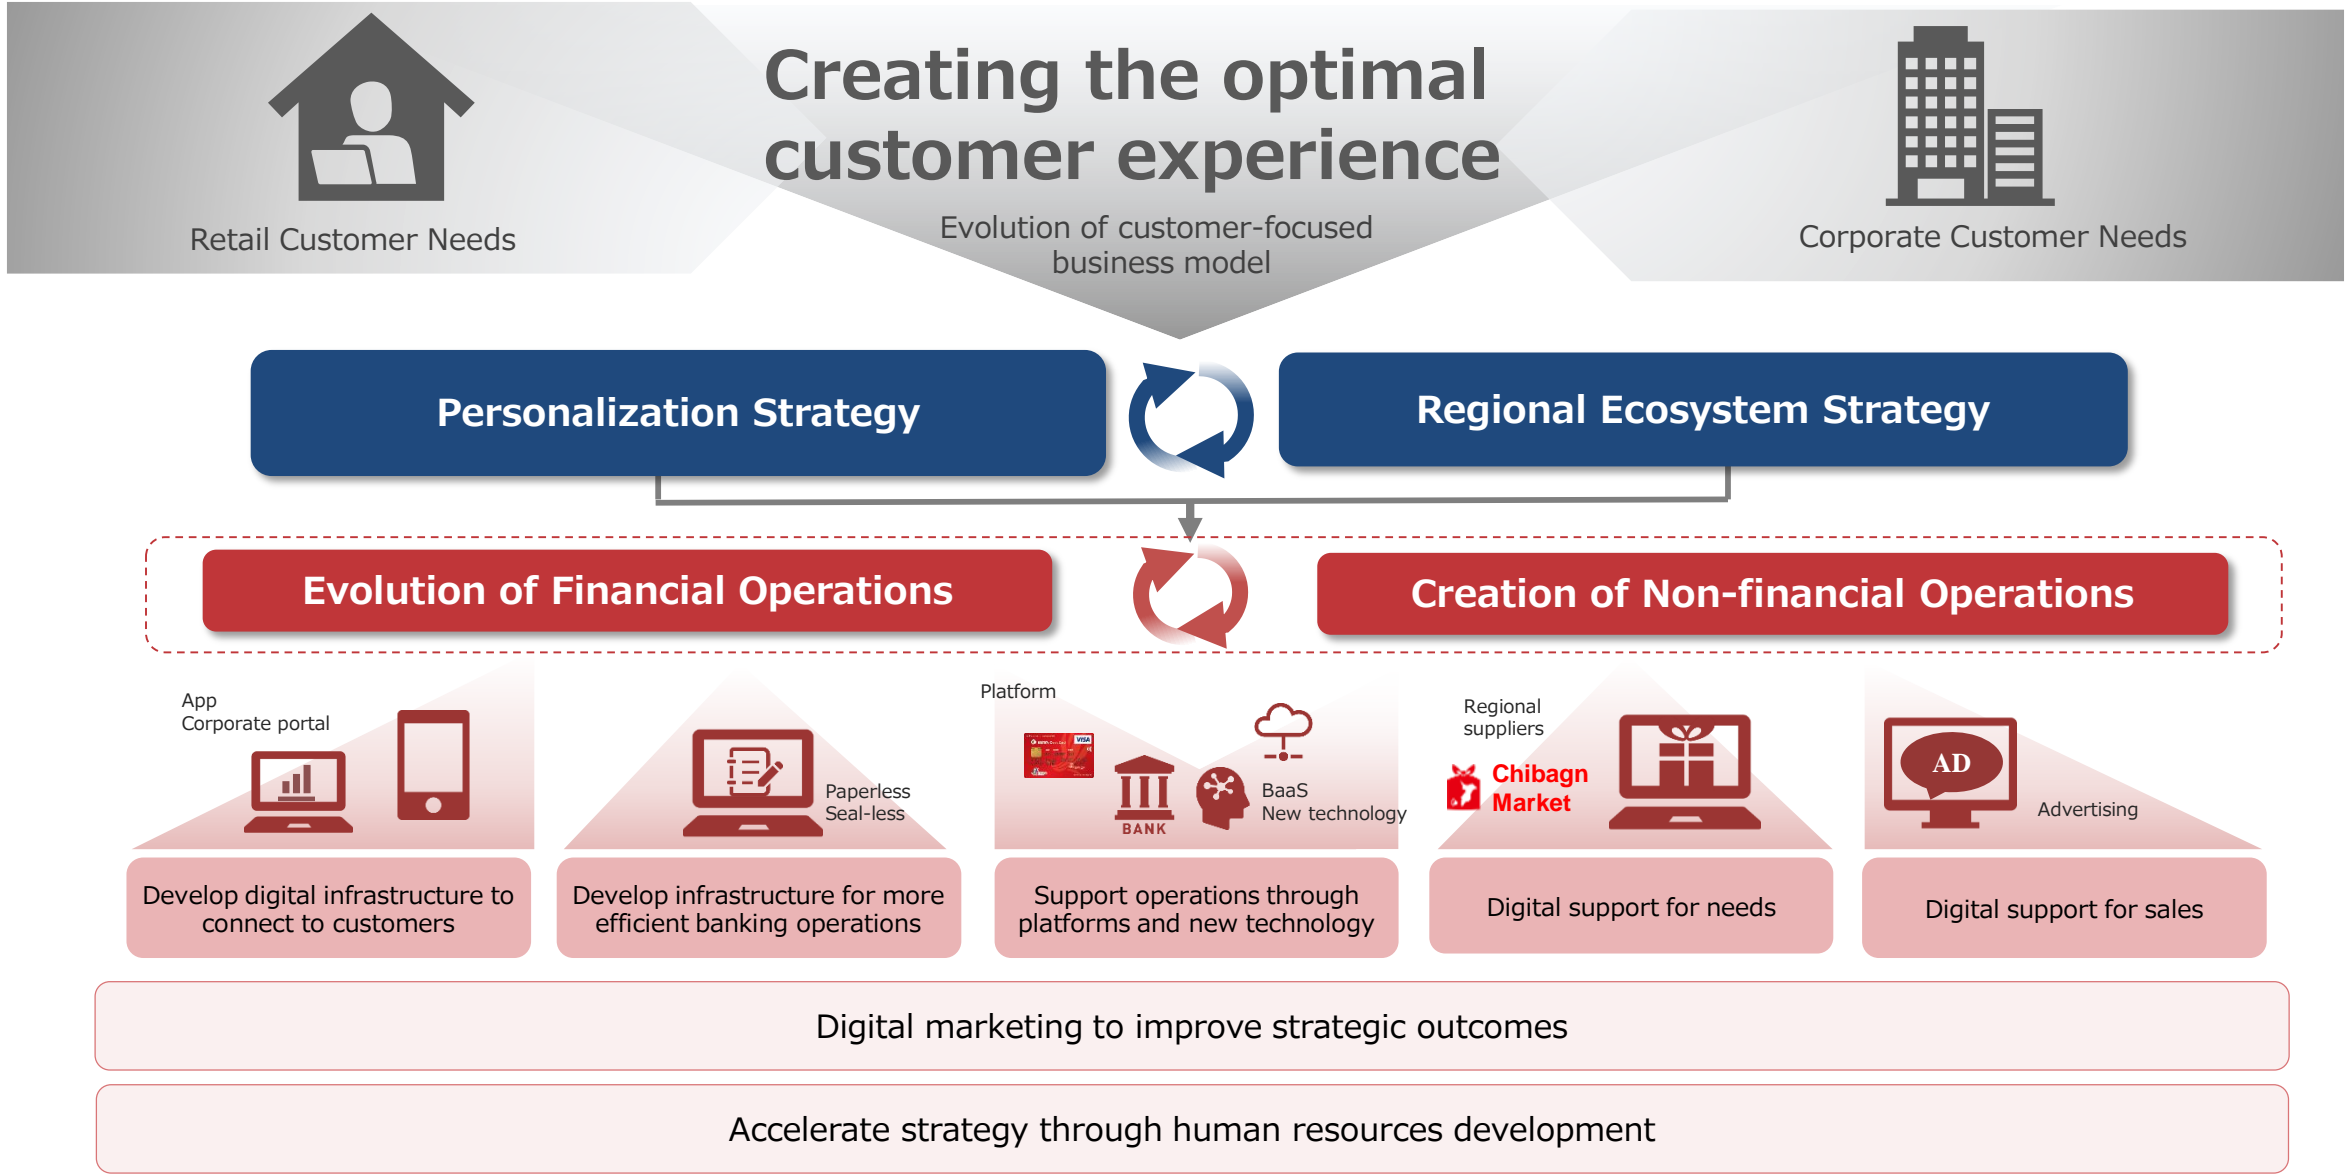 Creating the optimal
customer experience
Evolution of customer-focused
business model
Retail Customer Needs
Corporate Customer Needs
Personalization Strategy
Regional Ecosystem Strategy
Evolution of Financial Operations
Creation of Non-financial Operations
App
Corporate portal
Paperless
Seal-less
Platform
VISA
BANK
BaaS
New technology
Regional
suppliers
Chibagn
Market
AD
Advertising
Develop digital infrastructure to
connect to customers
Develop infrastructure for more
efficient banking operations
Support operations through
platforms and new technology
Digital support for needs
Digital support for sales
Digital marketing to improve strategic outcomes
Accelerate strategy through human resources development